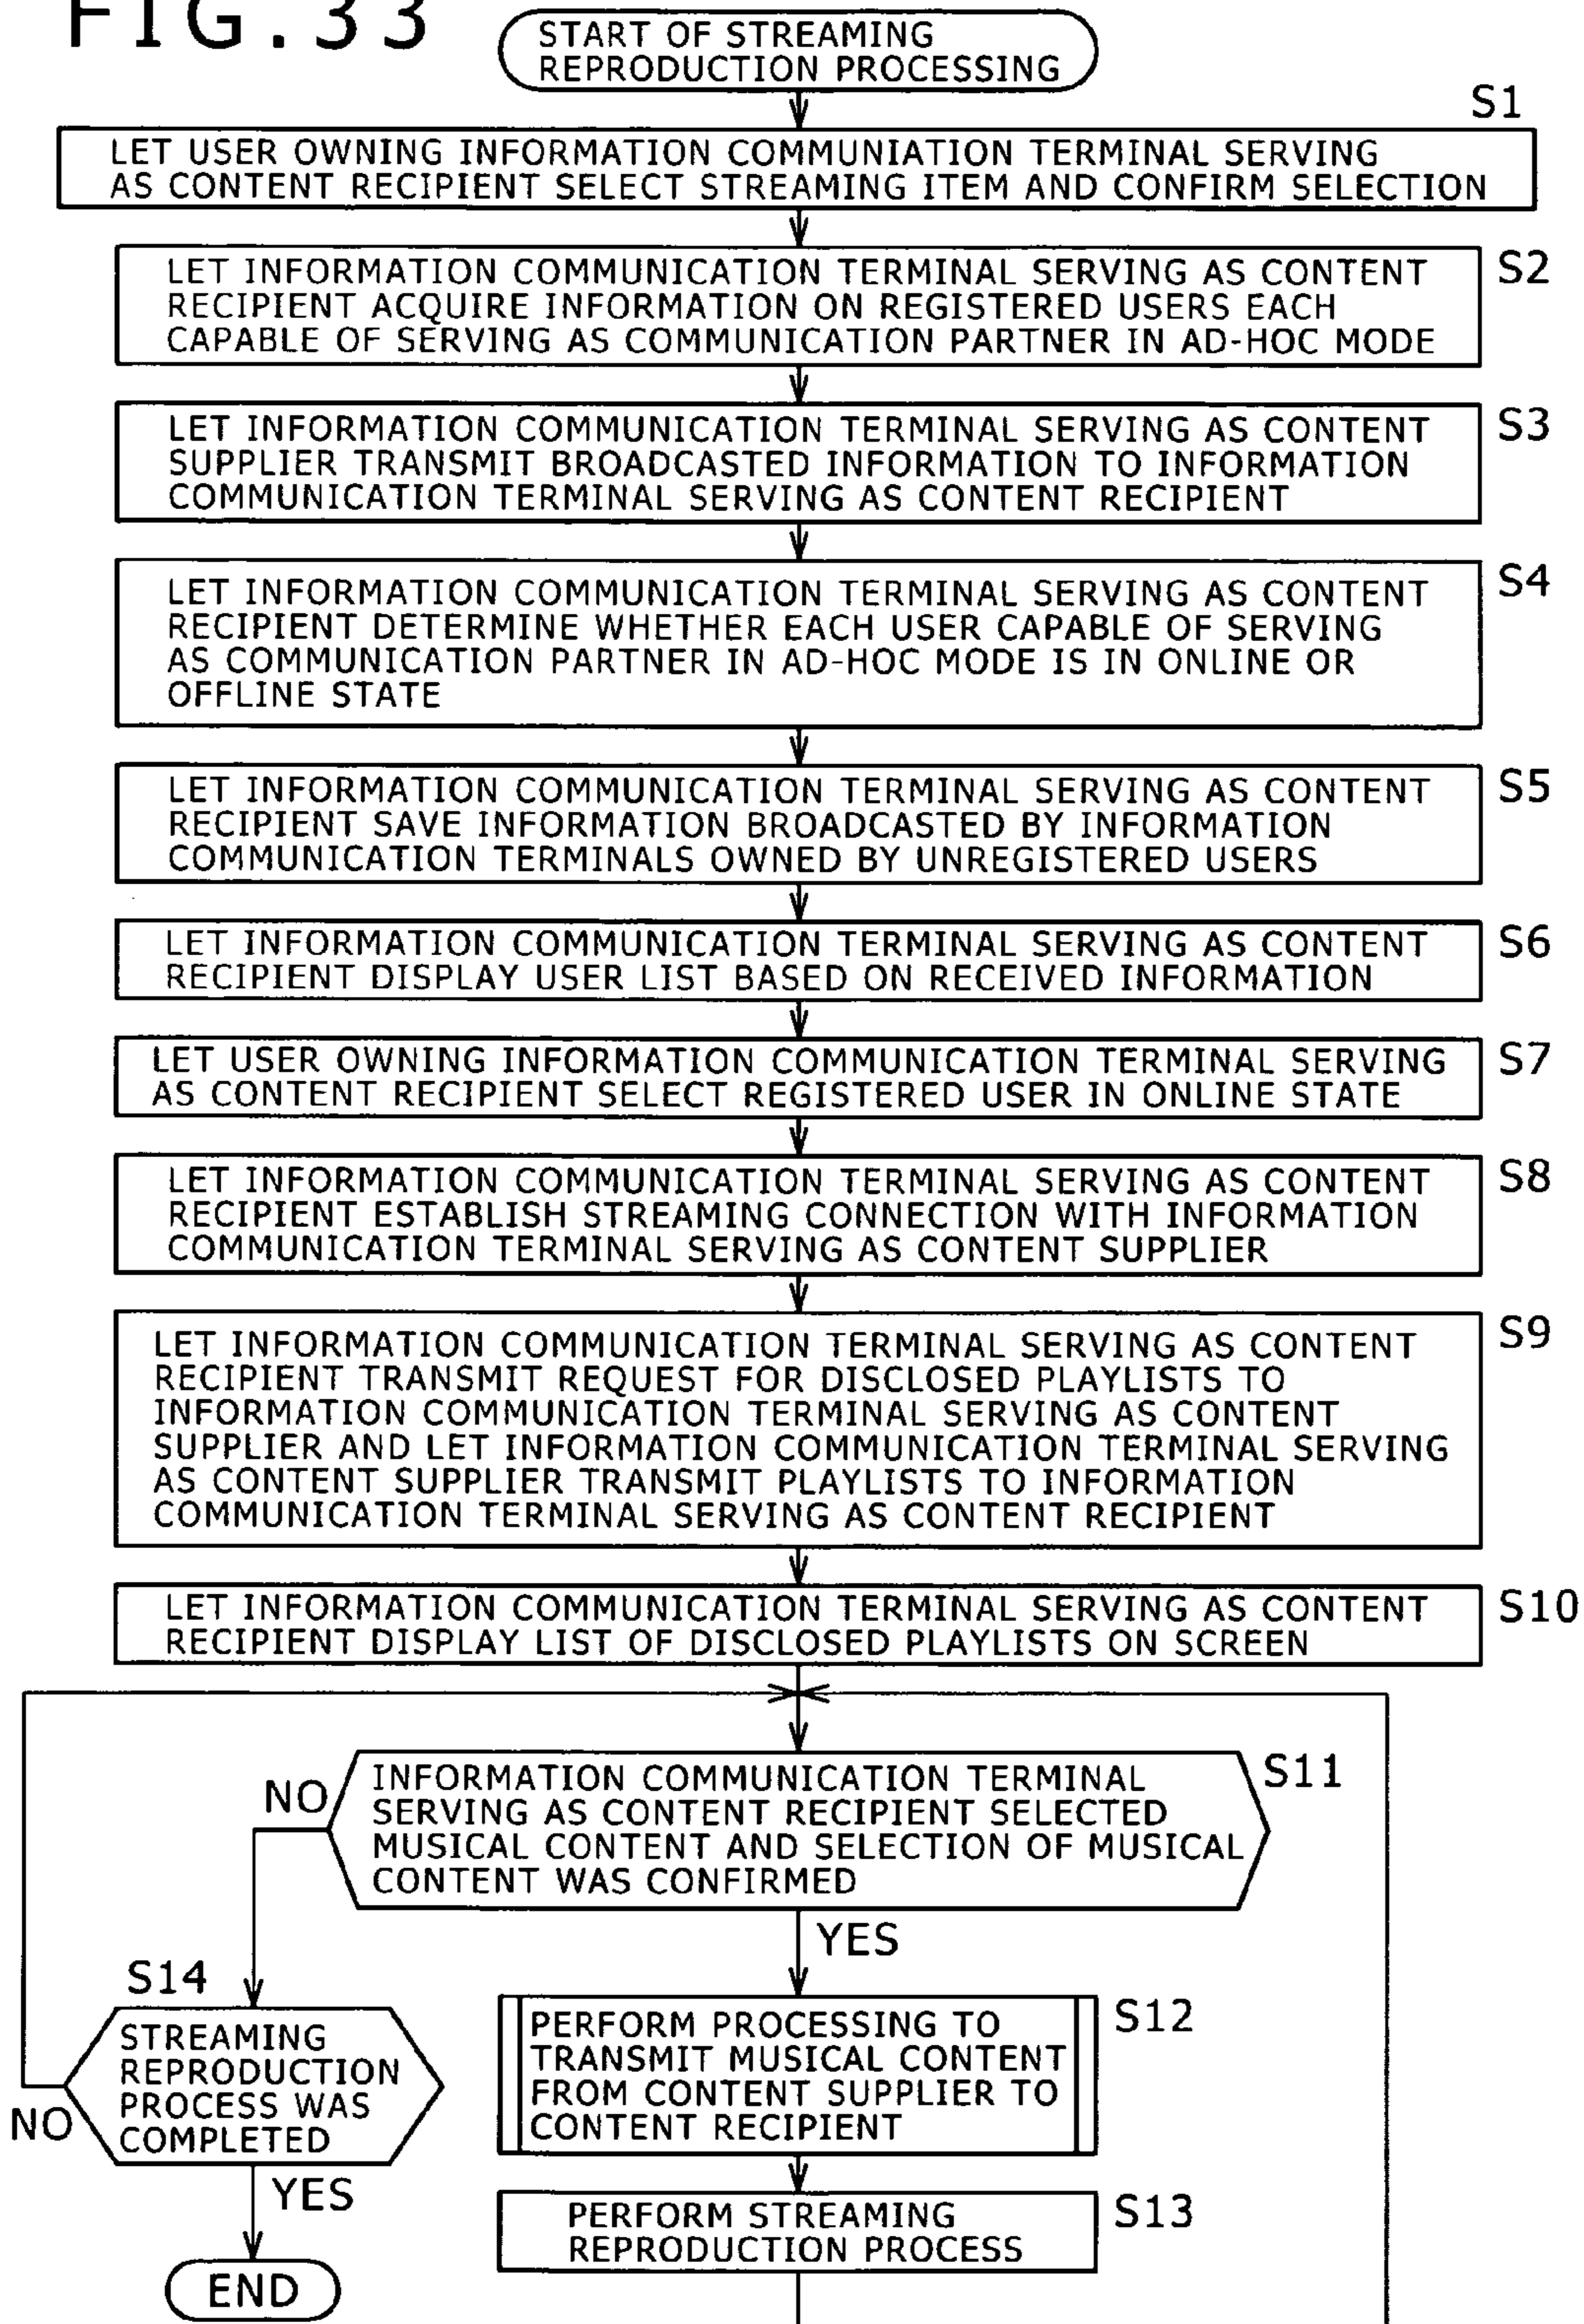 FIG.33
START OF STREAMING
REPRODUCTION PROCESSING
S1
LET USER OWNING INFORMATION COMMUNIATION TERMINAL SERVING
AS CONTENT RECIPIENT SELECT STREAMING ITEM AND CONFIRM SELECTION
S2
LET INFORMATION COMMUNICATION TERMINAL SERVING AS CONTENT
RECIPIENT ACQUIRE INFORMATION ON REGISTERED USERS EACH
CAPABLE OF SERVING AS COMMUNICATION PARTNER IN AD-HOC MODE
S3
LET INFORMATION COMMUNICATION TERMINAL SERVING AS CONTENT
SUPPLIER TRANSMIT BROADCASTED INFORMATION TO INFORMATION
COMMUNICATION TERMINAL SERVING AS CONTENT RECIPIENT
S4
LET INFORMATION COMMUNICATION TERMINAL SERVING AS CONTENT
RECIPIENT DETERMINE WHETHER EACH USER CAPABLE OF SERVING
AS COMMUNICATION PARTNER IN AD-HOC MODE IS IN ONLINE OR
OFFLINE STATE
S5
LET INFORMATION COMMUNICATION TERMINAL SERVING AS CONTENT
RECIPIENT SAVE INFORMATION BROADCASTED BY INFORMATION
COMMUNICATION TERMINALS OWNED BY UNREGISTERED USERS
S6
LET INFORMATION COMMUNICATION TERMINAL SERVING AS CONTENT
RECIPIENT DISPLAY USER LIST BASED ON RECEIVED INFORMATION
S7
LET USER OWNING INFORMATION COMMUNICATION TERMINAL SERVING
AS CONTENT RECIPIENT SELECT REGISTERED USER IN ONLINE STATE
S8
LET INFORMATION COMMUNICATION TERMINAL SERVING AS CONTENT
RECIPIENT ESTABLISH STREAMING CONNECTION WITH INFORMATION
COMMUNICATION TERMINAL SERVING AS CONTENT SUPPLIER
S9
LET INFORMATION COMMUNICATION TERMINAL SERVING AS CONTENT
RECIPIENT TRANSMIT REQUEST FOR DISCLOSED PLAYLISTS TO
INFORMATION COMMUNICATION TERMINAL SERVING AS CONTENT
SUPPLIER AND LET INFORMATION COMMUNICATION TERMINAL SERVING
AS CONTENT SUPPLIER TRANSMIT PLAYLISTS TO INFORMATION
COMMUNICATION TERMINAL SERVING AS CONTENT RECIPIENT
S10
LET INFORMATION COMMUNICATION TERMINAL SERVING AS CONTENT
RECIPIENT DISPLAY LIST OF DISCLOSED PLAYLISTS ON SCREEN
S11
NO
INFORMATION COMMUNICATION TERMINAL
SERVING AS CONTENT RECIPIENT SELECTED
MUSICAL CONTENT AND SELECTION OF MUSICAL
CONTENT WAS CONFIRMED
YES
S14
STREAMING
REPRODUCTION
PROCESS WAS
COMPLETED
NO
YES
END
S12
PERFORM PROCESSING TO
TRANSMIT MUSICAL CONTENT
FROM CONTENT SUPPLIER TO
CONTENT RECIPIENT
S13
PERFORM STREAMING
REPRODUCTION PROCESS